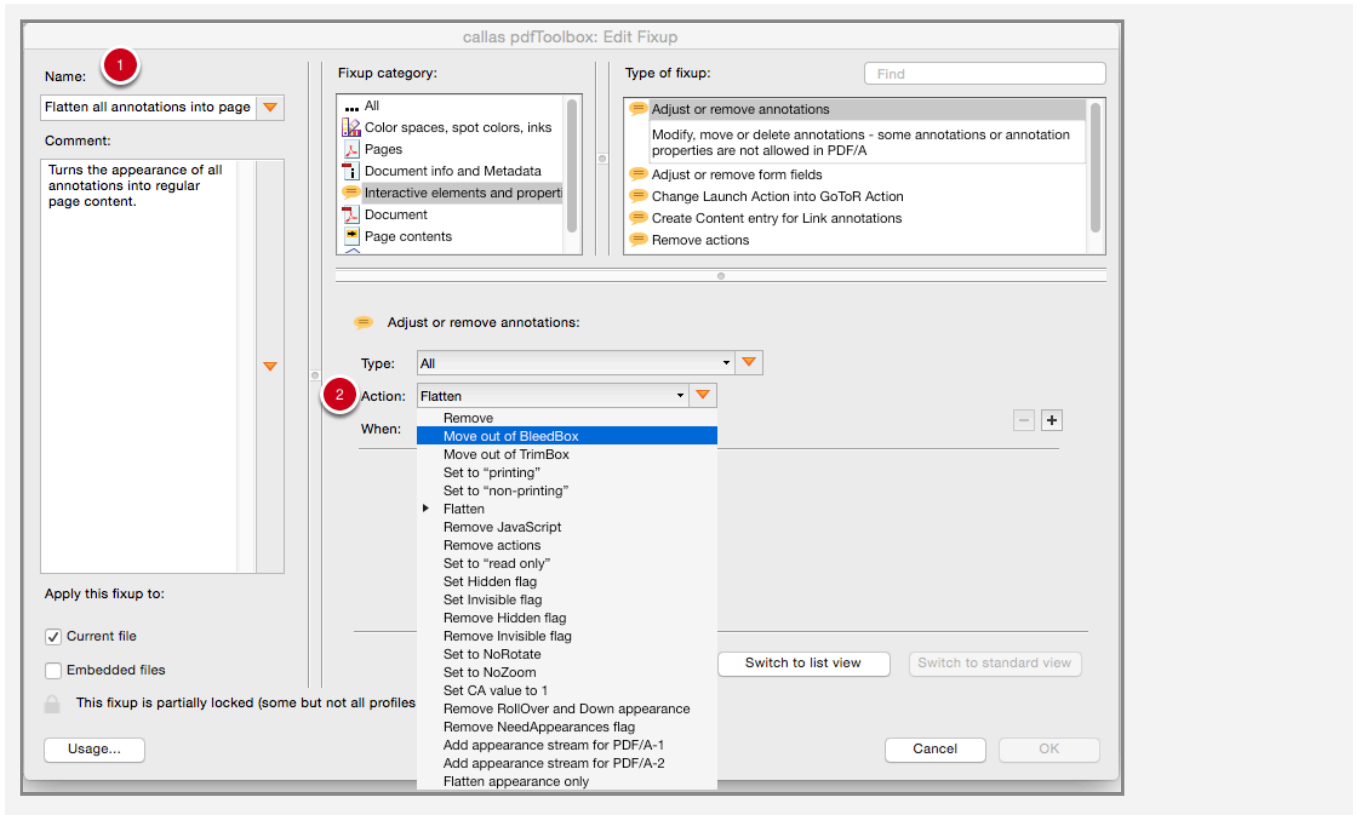 callas pdfToolbox: Edit Fixup
1
Name:
Flatten all annotations into page
Comment:
Turns the appearance of all
annotations into regular
page content.
Apply this fixup to:
Current file
Embedded files
This fixup is partially locked (some but not all profiles
Usage...
Fixup category:
All
Color spaces, spot colors, inks
Pages
Document info and Metadata
Interactive elements and properti
Document
Page contents
Type of fixup:
Find
Adjust or remove annotations
Modify, move or delete annotations - some annotations or annotation
properties are not allowed in PDF/A
Adjust or remove form fields
Change Launch Action into GoToR Action
Create Content entry for Link annotations
Remove actions
Adjust or remove annotations:
Type: All
2
Action: Flatten
When:
Remove
Move out of BleedBox
Move out of TrimBox
Set to “printing”
Set to “non-printing”
Flatten
Remove JavaScript
Remove actions
Set to “read only”
Set Hidden flag
Set Invisible flag
Remove Hidden flag
Remove Invisible flag
Set to NoRotate
Set to NoZoom
Set CA value to 1
Remove RollOver and Down appearance
Remove NeedAppearances flag
Add appearance stream for PDF/A-1
Add appearance stream for PDF/A-2
Flatten appearance only
Switch to list view
Switch to standard view
Cancel
OK